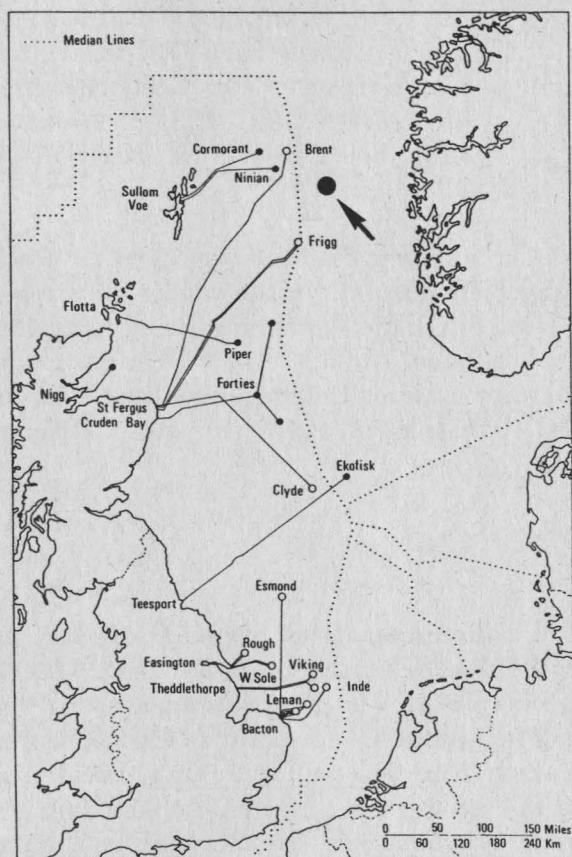 Median Lines
Cormorant
Brent
Ninian
Sullom
Voe
Frigg
Flotta
Piper
Nigg
Forties
St Fergus
Cruden Bay
Ekofisk
Clyde
Esmond
Teesport
Rough
Easington
Viking
W Sole
Theddlethorpe
Inde
Leman
Bacton
0 50 100 150 Miles
0 60 120 180 240 Km